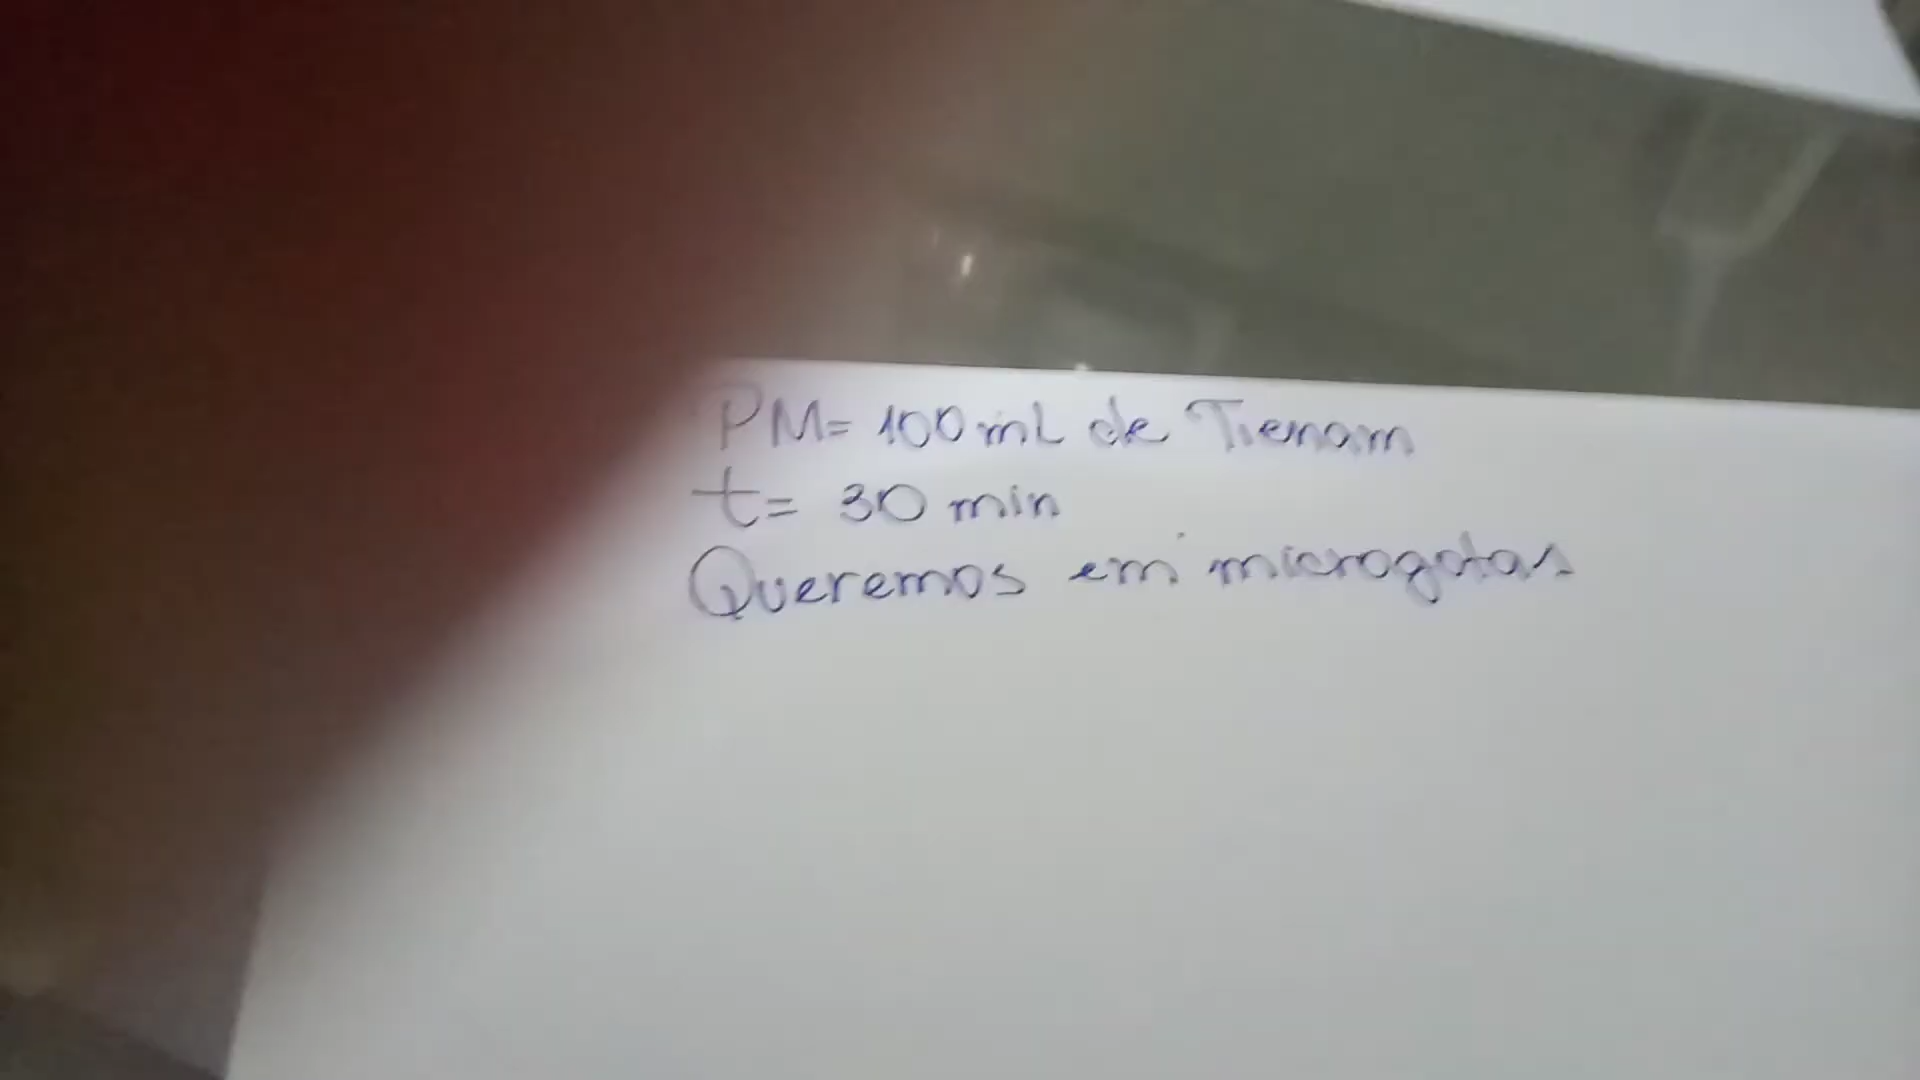 PM= 100 mL de Tienam
t= 30 min
Queremos em microgotas.